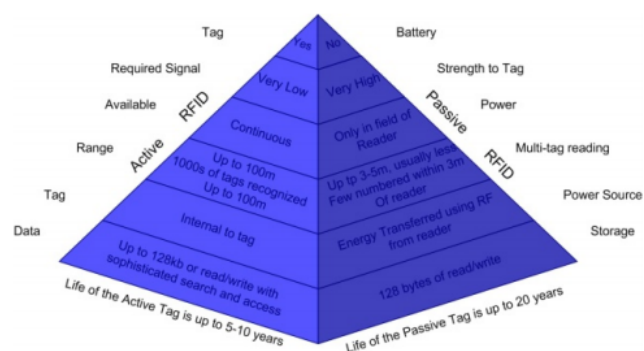 Tag
Battery
Yes
No
Required Signal
Strength to Tag
Very Low
Very High
Available
Power
Active RFID
Passive RFID
Continuous
Only in field of
Reader
Range
Multi-tag reading
Up to 100m
1000s of tags recognized
Up to 100m
Up tp 3-5m, usually less
Few numbered within 3m
Of reader
Tag
Power Source
Internal to tag
Energy Transferred using RF
from reader
Data
Storage
Up to 128kb or read/write with
sophisticated search and access
128 bytes of read/write
Life of the Active Tag is up to 5-10 years
Life of the Passive Tag is up to 20 years